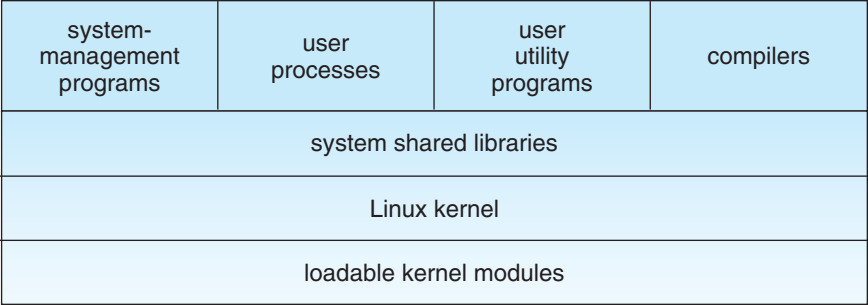 system-
management
programs
user
processes
user
utility
programs
compilers
system shared libraries
Linux kernel
loadable kernel modules